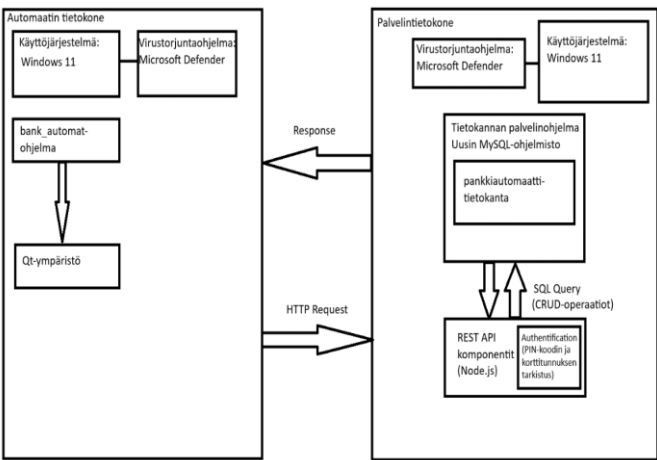 Automaatin tietokone
Käyttöjärjestelmä:
Windows 11
Virustorjuntaohjelma:
Microsoft Defender
bank_automat-
ohjelma
Qt-ympäristö
Response
HTTP Request
Palvelintietokone
Virustorjuntaohjelma:
Microsoft Defender
Käyttöjärjestelmä:
Windows 11
Tietokannan palvelinohjelma
Uusin MySQL-ohjelmisto
pankkiautomaatti-
tietokanta
SQL Query
(CRUD-operaatiot)
REST API
komponentit
(Node.js)
Authentification
(PIN-koodin ja
korttitunnuksen
tarkistus)